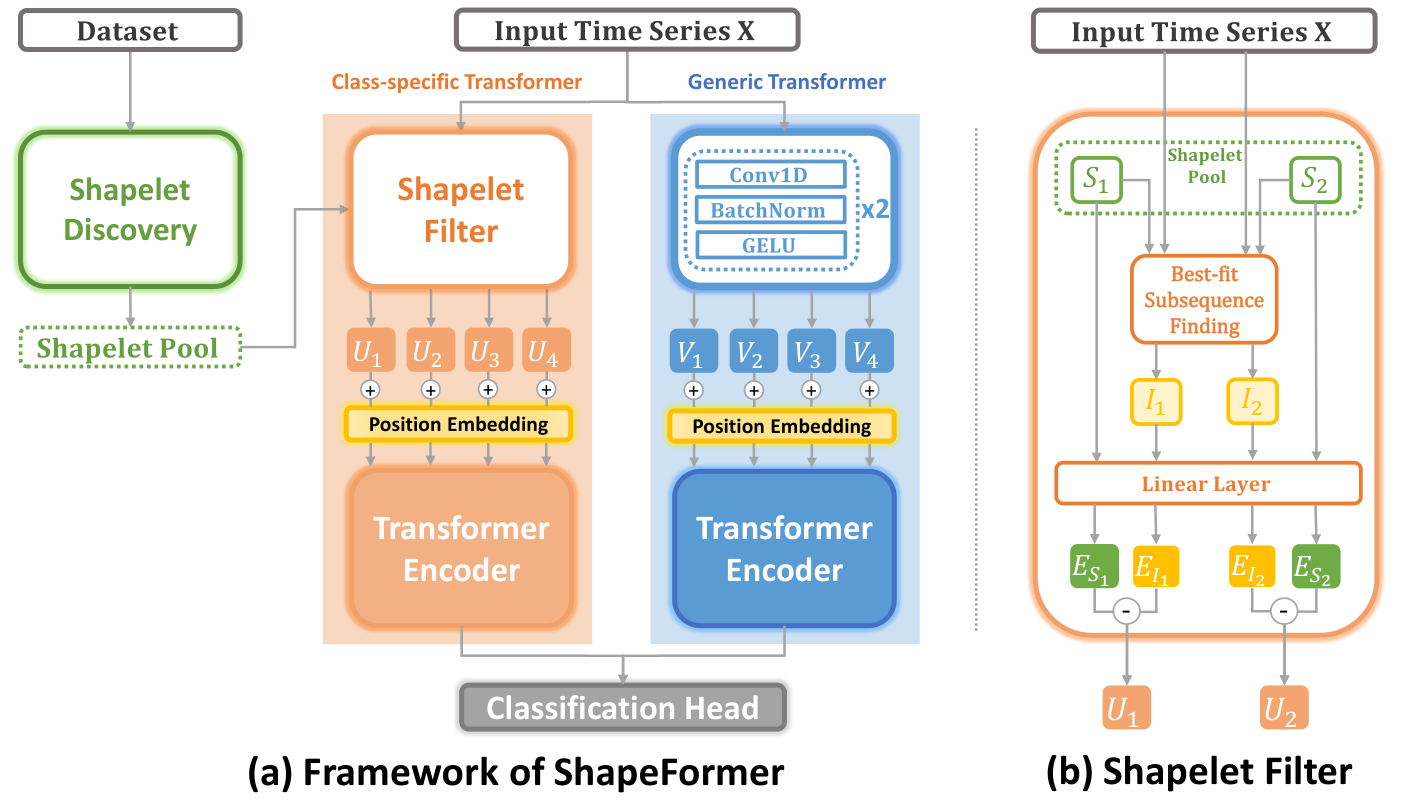 Dataset
Input Time Series X
Class-specific Transformer
Generic Transformer
Shapelet
Discovery
Shapelet Pool
Shapelet
Filter
Conv1D
BatchNorm
GELU
x2
U1 U2 U3 U4
V1 V2 V3 V4
+ + + +
+ + + +
Position Embedding
Position Embedding
Transformer
Encoder
Transformer
Encoder
Classification Head
(a) Framework of ShapeFormer
Input Time Series X
Shapelet
Pool
S1
S2
Best-fit
Subsequence
Finding
I1
I2
Linear Layer
ES1 EI1 EI2 ES2
- -
U1 U2
(b) Shapelet Filter